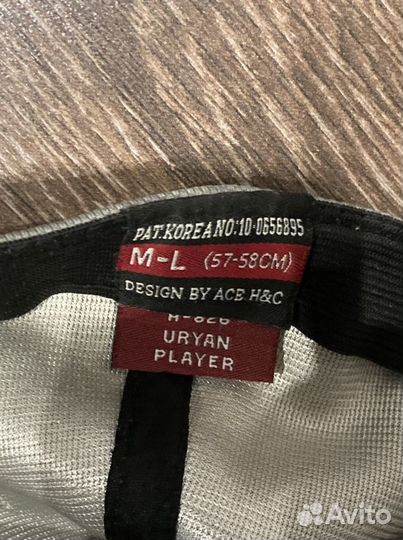 PAT.KOREA NO:10-0656895
M-L (57-58CM)
DESIGN BY ACE H&C
URYAN
PLAYER
Avito